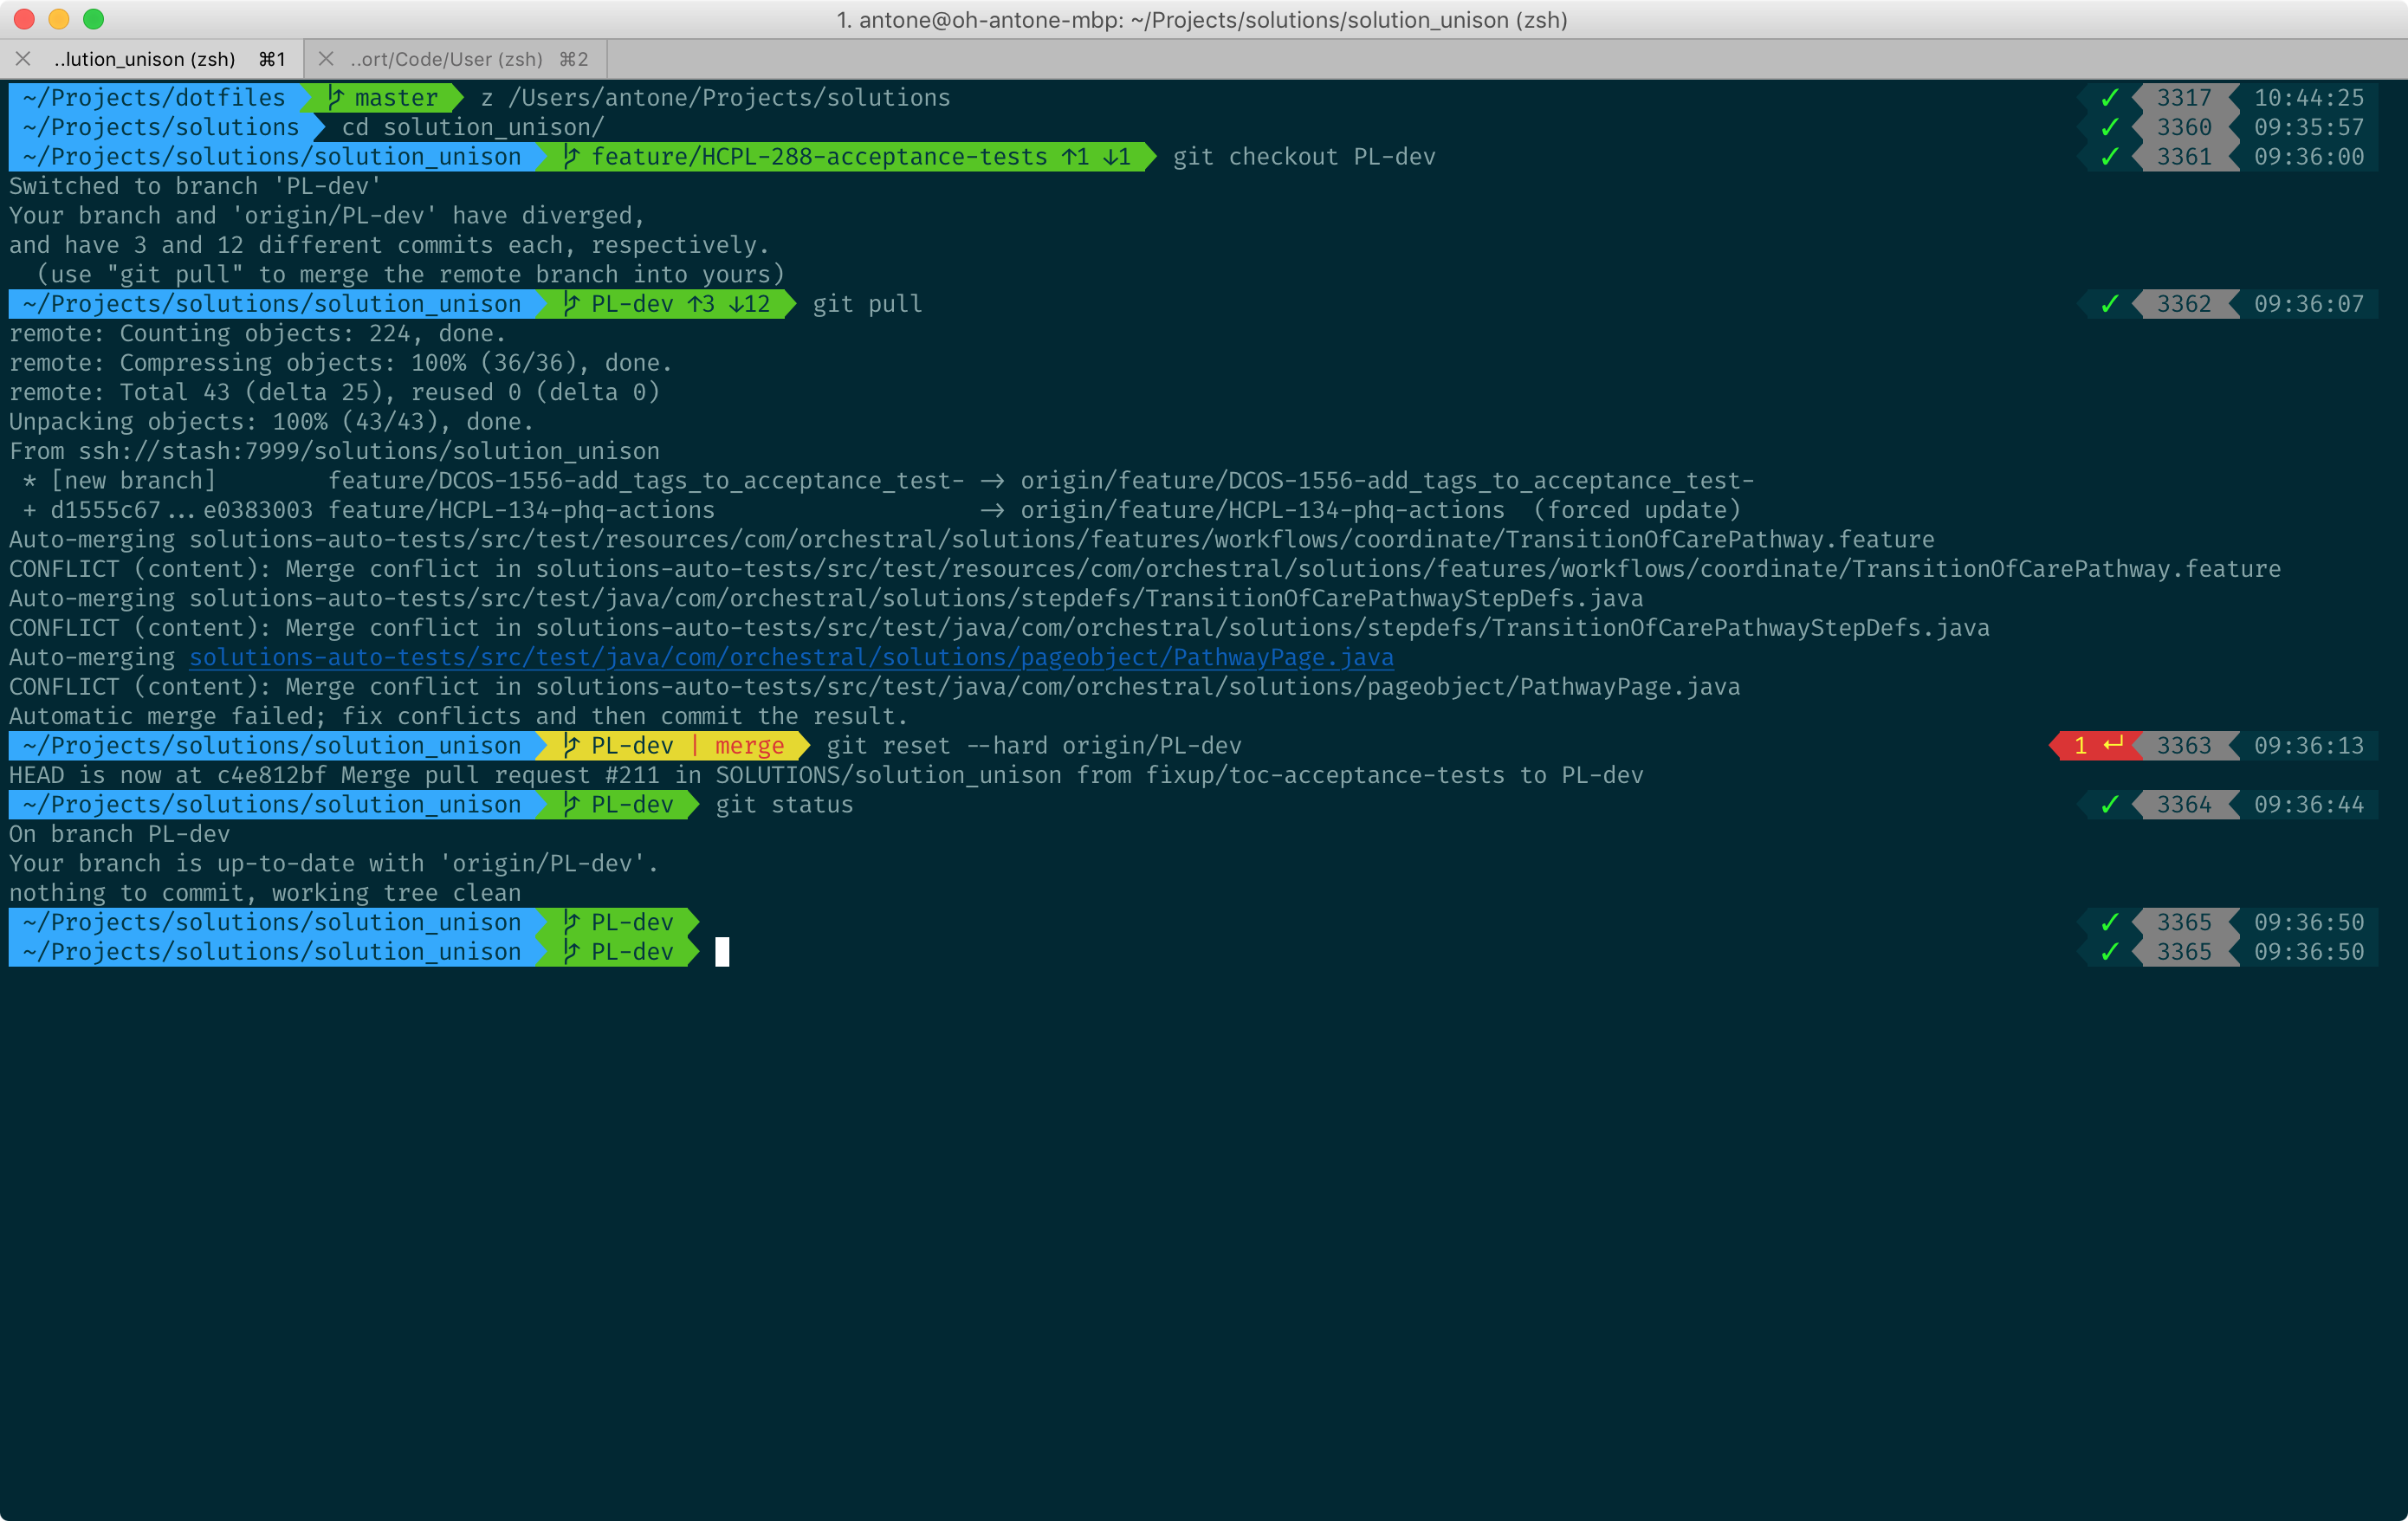 1. antone@oh-antone-mbp: ~/Projects/solutions/solution_unison (zsh)
..lution_unison (zsh) ⌘1 ..ort/Code/User (zsh) ⌘2
~/Projects/dotfiles master z /Users/antone/Projects/solutions ✓ 3317 10:44:25
~/Projects/solutions cd solution_unison/ ✓ 3360 09:35:57
~/Projects/solutions/solution_unison feature/HCPL-288-acceptance-tests ↑1 ↓1 git checkout PL-dev ✓ 3361 09:36:00
Switched to branch 'PL-dev'
Your branch and 'origin/PL-dev' have diverged,
and have 3 and 12 different commits each, respectively.
  (use "git pull" to merge the remote branch into yours)
~/Projects/solutions/solution_unison PL-dev ↑3 ↓12 git pull ✓ 3362 09:36:07
remote: Counting objects: 224, done.
remote: Compressing objects: 100% (36/36), done.
remote: Total 43 (delta 25), reused 0 (delta 0)
Unpacking objects: 100% (43/43), done.
From ssh://stash:7999/solutions/solution_unison
 * [new branch]        feature/DCOS-1556-add_tags_to_acceptance_test- -> origin/feature/DCOS-1556-add_tags_to_acceptance_test-
 + d1555c67...e0383003 feature/HCPL-134-phq-actions                   -> origin/feature/HCPL-134-phq-actions  (forced update)
Auto-merging solutions-auto-tests/src/test/resources/com/orchestral/solutions/features/workflows/coordinate/TransitionOfCarePathway.feature
CONFLICT (content): Merge conflict in solutions-auto-tests/src/test/resources/com/orchestral/solutions/features/workflows/coordinate/TransitionOfCarePathway.feature
Auto-merging solutions-auto-tests/src/test/java/com/orchestral/solutions/stepdefs/TransitionOfCarePathwayStepDefs.java
CONFLICT (content): Merge conflict in solutions-auto-tests/src/test/java/com/orchestral/solutions/stepdefs/TransitionOfCarePathwayStepDefs.java
Auto-merging solutions-auto-tests/src/test/java/com/orchestral/solutions/pageobject/PathwayPage.java
CONFLICT (content): Merge conflict in solutions-auto-tests/src/test/java/com/orchestral/solutions/pageobject/PathwayPage.java
Automatic merge failed; fix conflicts and then commit the result.
~/Projects/solutions/solution_unison PL-dev | merge git reset --hard origin/PL-dev 1 ↵ 3363 09:36:13
HEAD is now at c4e812bf Merge pull request #211 in SOLUTIONS/solution_unison from fixup/toc-acceptance-tests to PL-dev
~/Projects/solutions/solution_unison PL-dev git status ✓ 3364 09:36:44
On branch PL-dev
Your branch is up-to-date with 'origin/PL-dev'.
nothing to commit, working tree clean
~/Projects/solutions/solution_unison PL-dev ✓ 3365 09:36:50
~/Projects/solutions/solution_unison PL-dev ✓ 3365 09:36:50